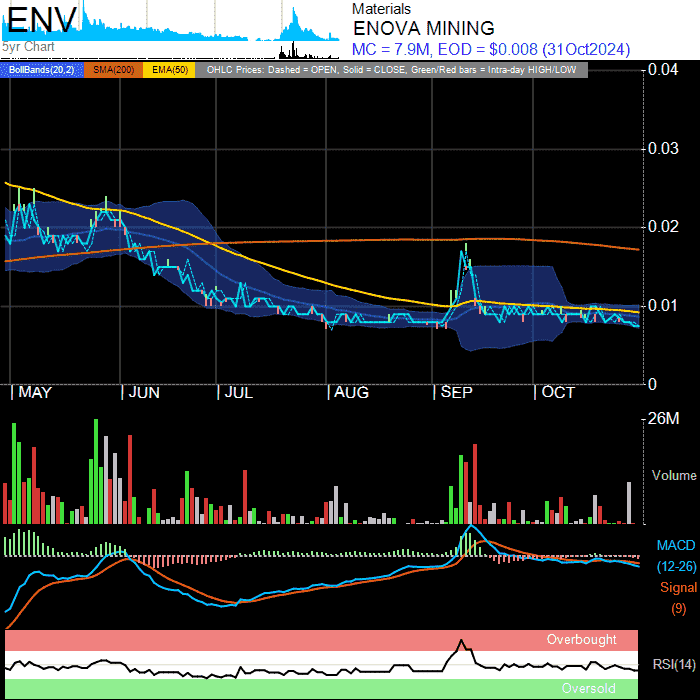 ENV
5yr Chart
Materials
ENOVA MINING
MC = 7.9M, EOD = $0.008 (31Oct2024)
BollBands(20,2) SMA(200) EMA(50) OHLC Prices: Dashed = OPEN, Solid = CLOSE, Green/Red bars = Intra-day HIGH/LOW
0.04
0.03
0.02
0.01
0
| MAY | JUN | JUL | AUG | SEP | OCT
26M
Volume
MACD
(12-26)
Signal
(9)
Overbought
RSI(14)
Oversold